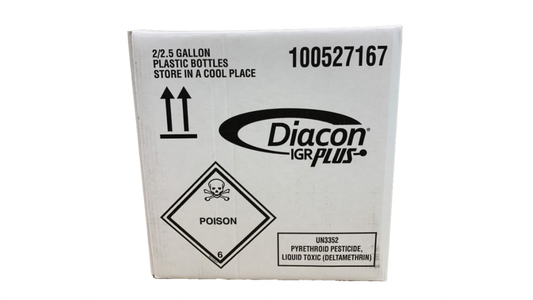 2/2.5 GALLON
PLASTIC BOTTLES
STORE IN A COOL PLACE
100527167
Diacon®
IGR PLUS
POISON
6
UN3352
PYRETHROID PESTICIDE,
LIQUID TOXIC (DELTAMETHRIN)